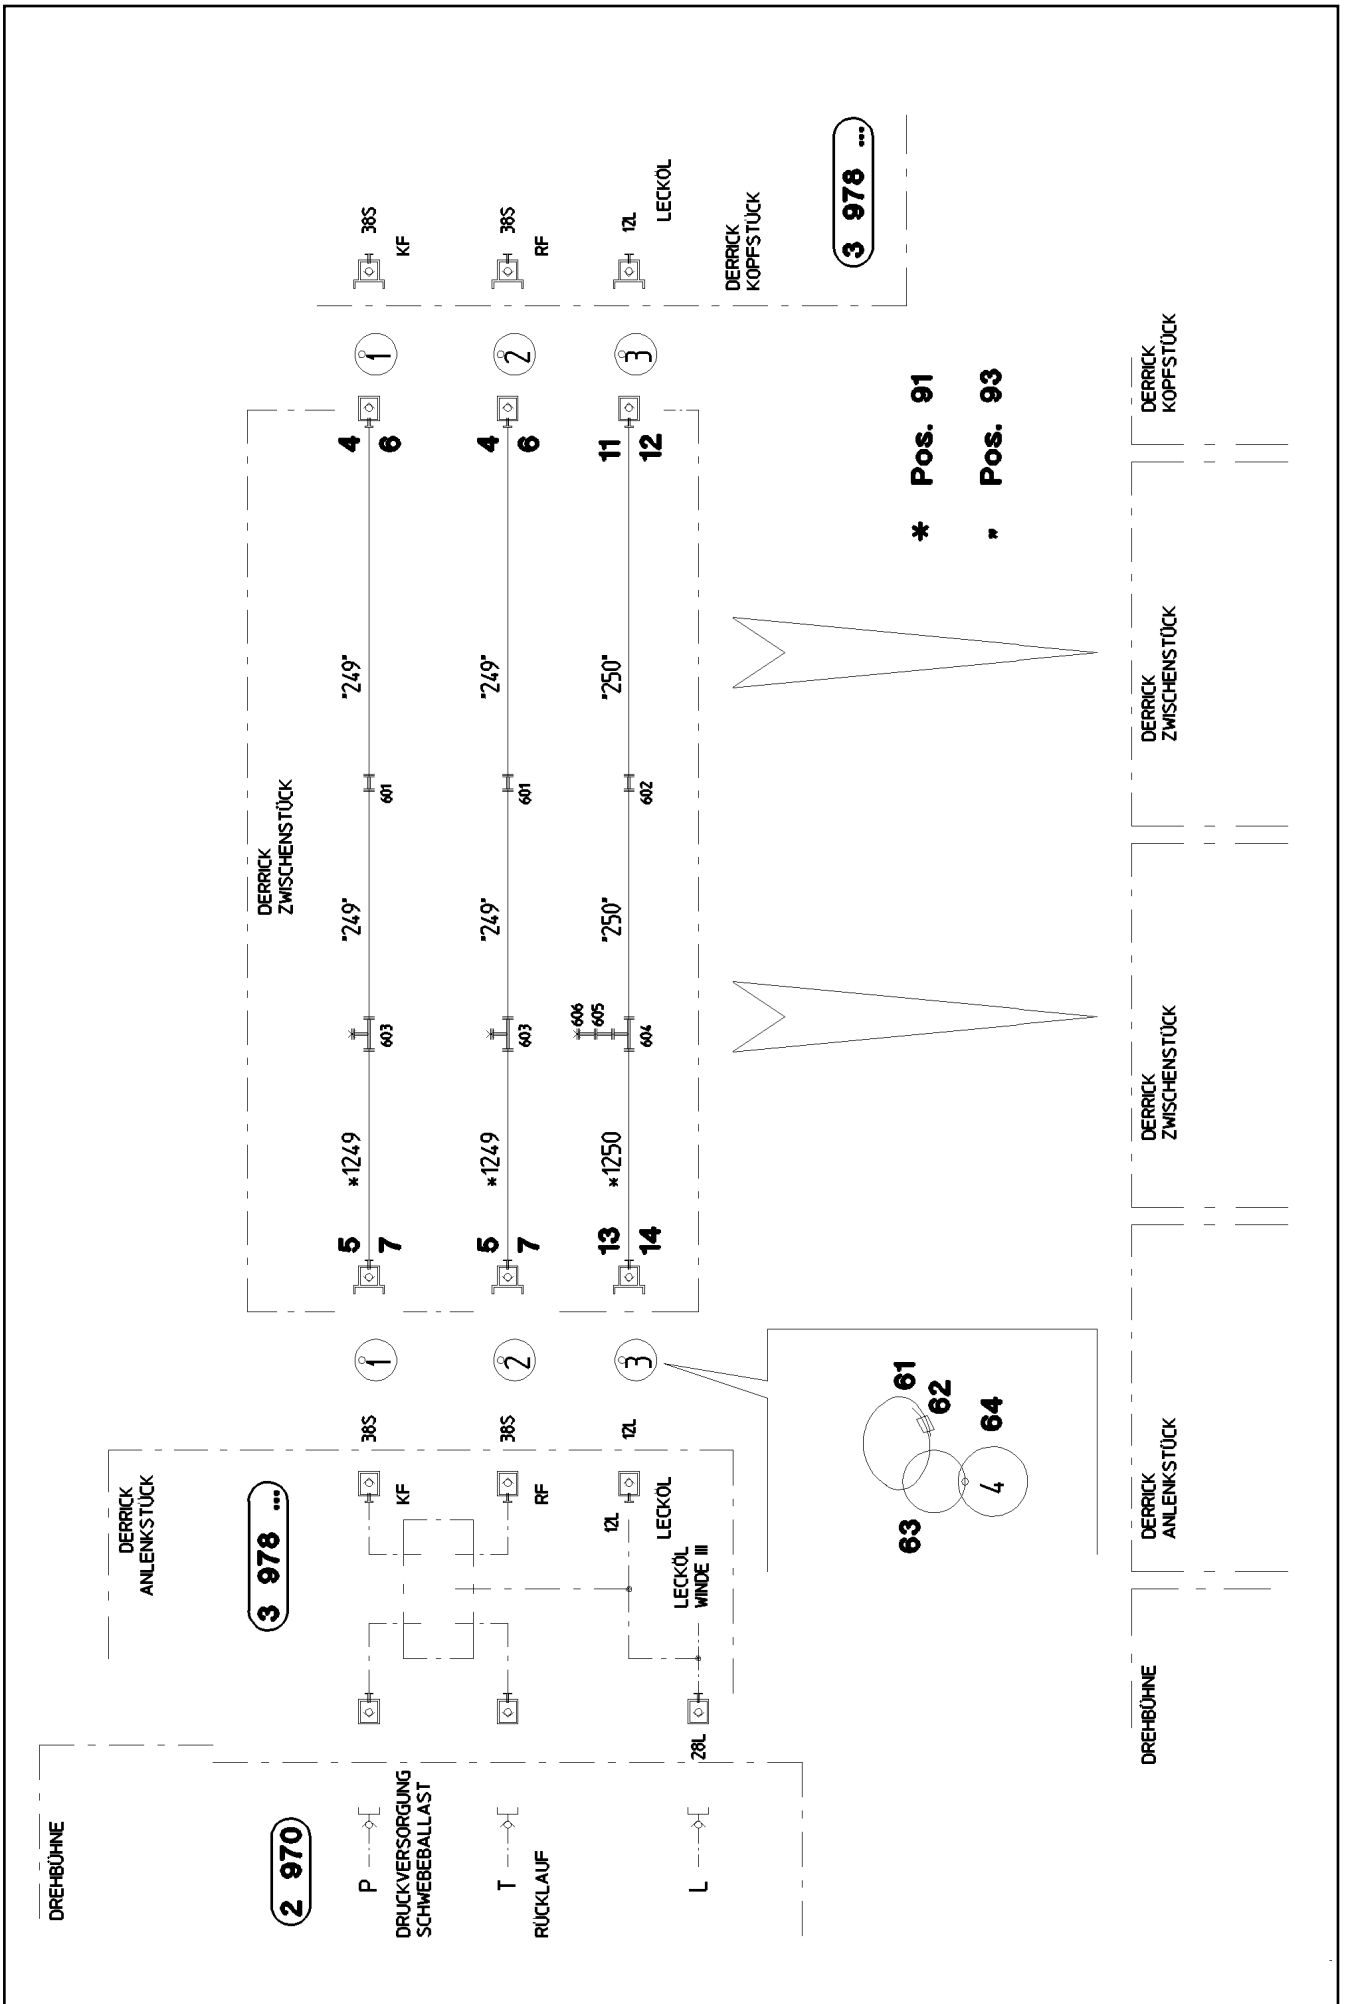 DREHBÜHNE
2 970
P
DRUCKVERSORGUNG
SCHWEBEBALLAST
T
RÜCKLAUF
L
28L
DERRICK
ANLENKSTÜCK
3 978 ...
38S
KF
38S
RF
12L
12L
LECKÖL
LECKÖL
WINDE III
1
2
3
DERRICK
ZWISCHENSTÜCK
5
7
*1249
603
"249"
601
"249"
4
6
5
7
*1249
603
"249"
601
"249"
4
6
13
14
*1250
606
605
604
"250"
602
"250"
11
12
1
2
3
38S
KF
38S
RF
12L
LECKÖL
DERRICK
KOPFSTÜCK
3 978 ...
* Pos. 91
" Pos. 93
61
62
63
64
4
DREHBÜHNE
DERRICK
ANLENKSTÜCK
DERRICK
ZWISCHENSTÜCK
DERRICK
ZWISCHENSTÜCK
DERRICK
KOPFSTÜCK